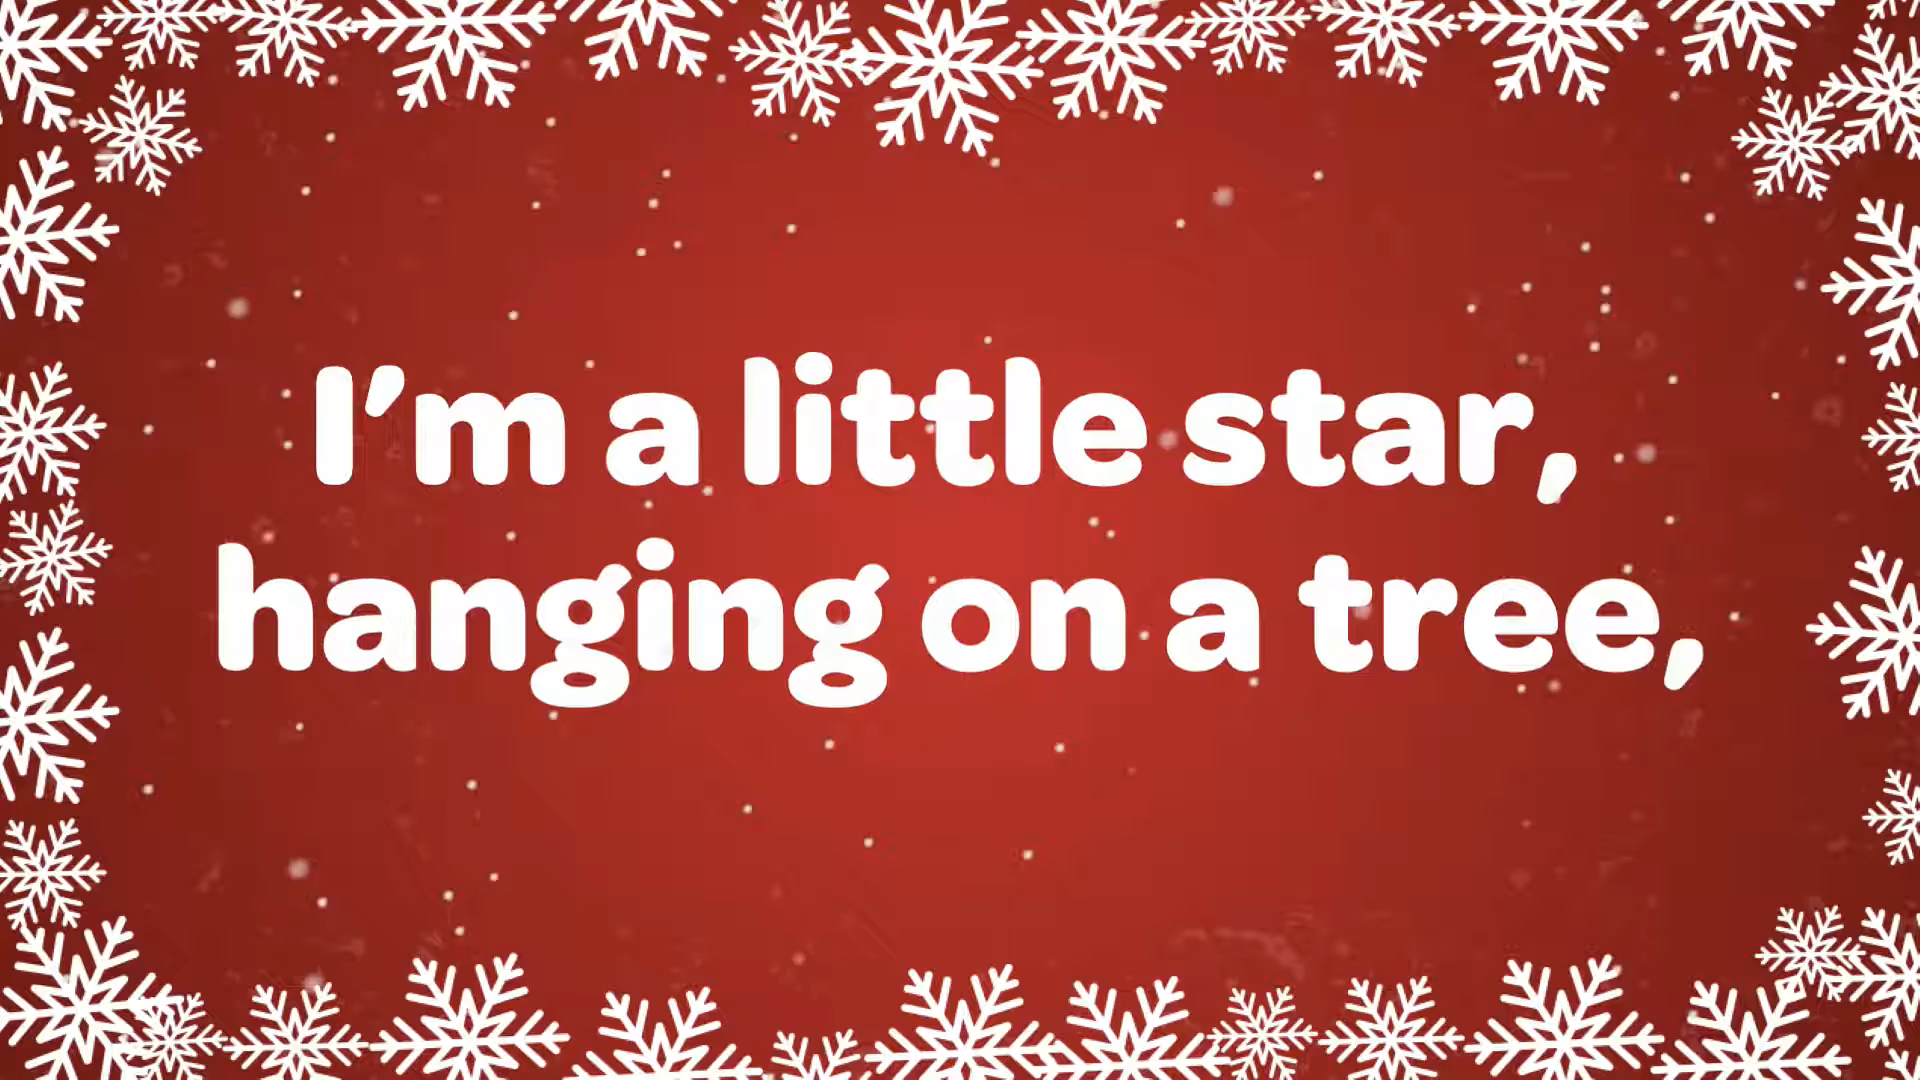 I’m a little star,
hanging on a tree,